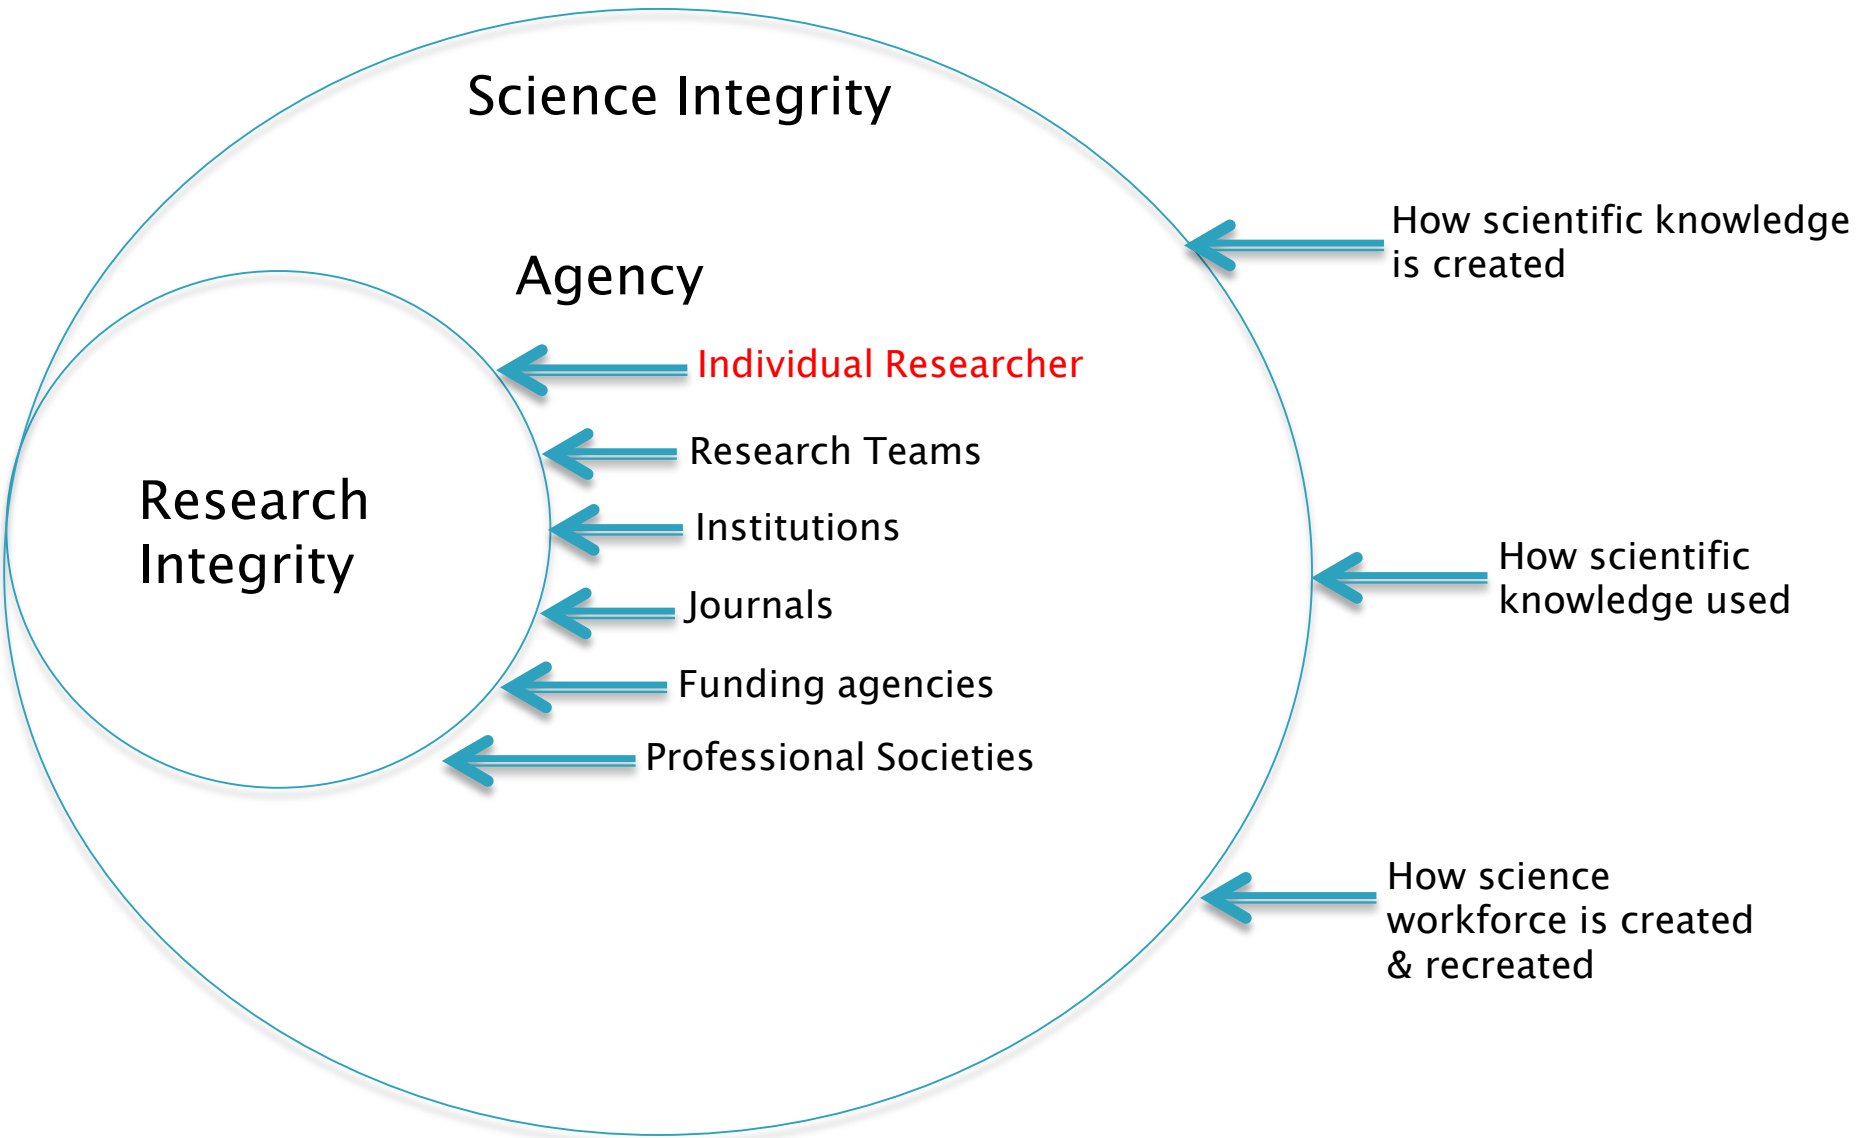 Science Integrity
Agency
Individual Researcher
Research Teams
Institutions
Journals
Funding agencies
Professional Societies
Research
Integrity
How scientific knowledge
is created
How scientific
knowledge used
How science
workforce is created
& recreated